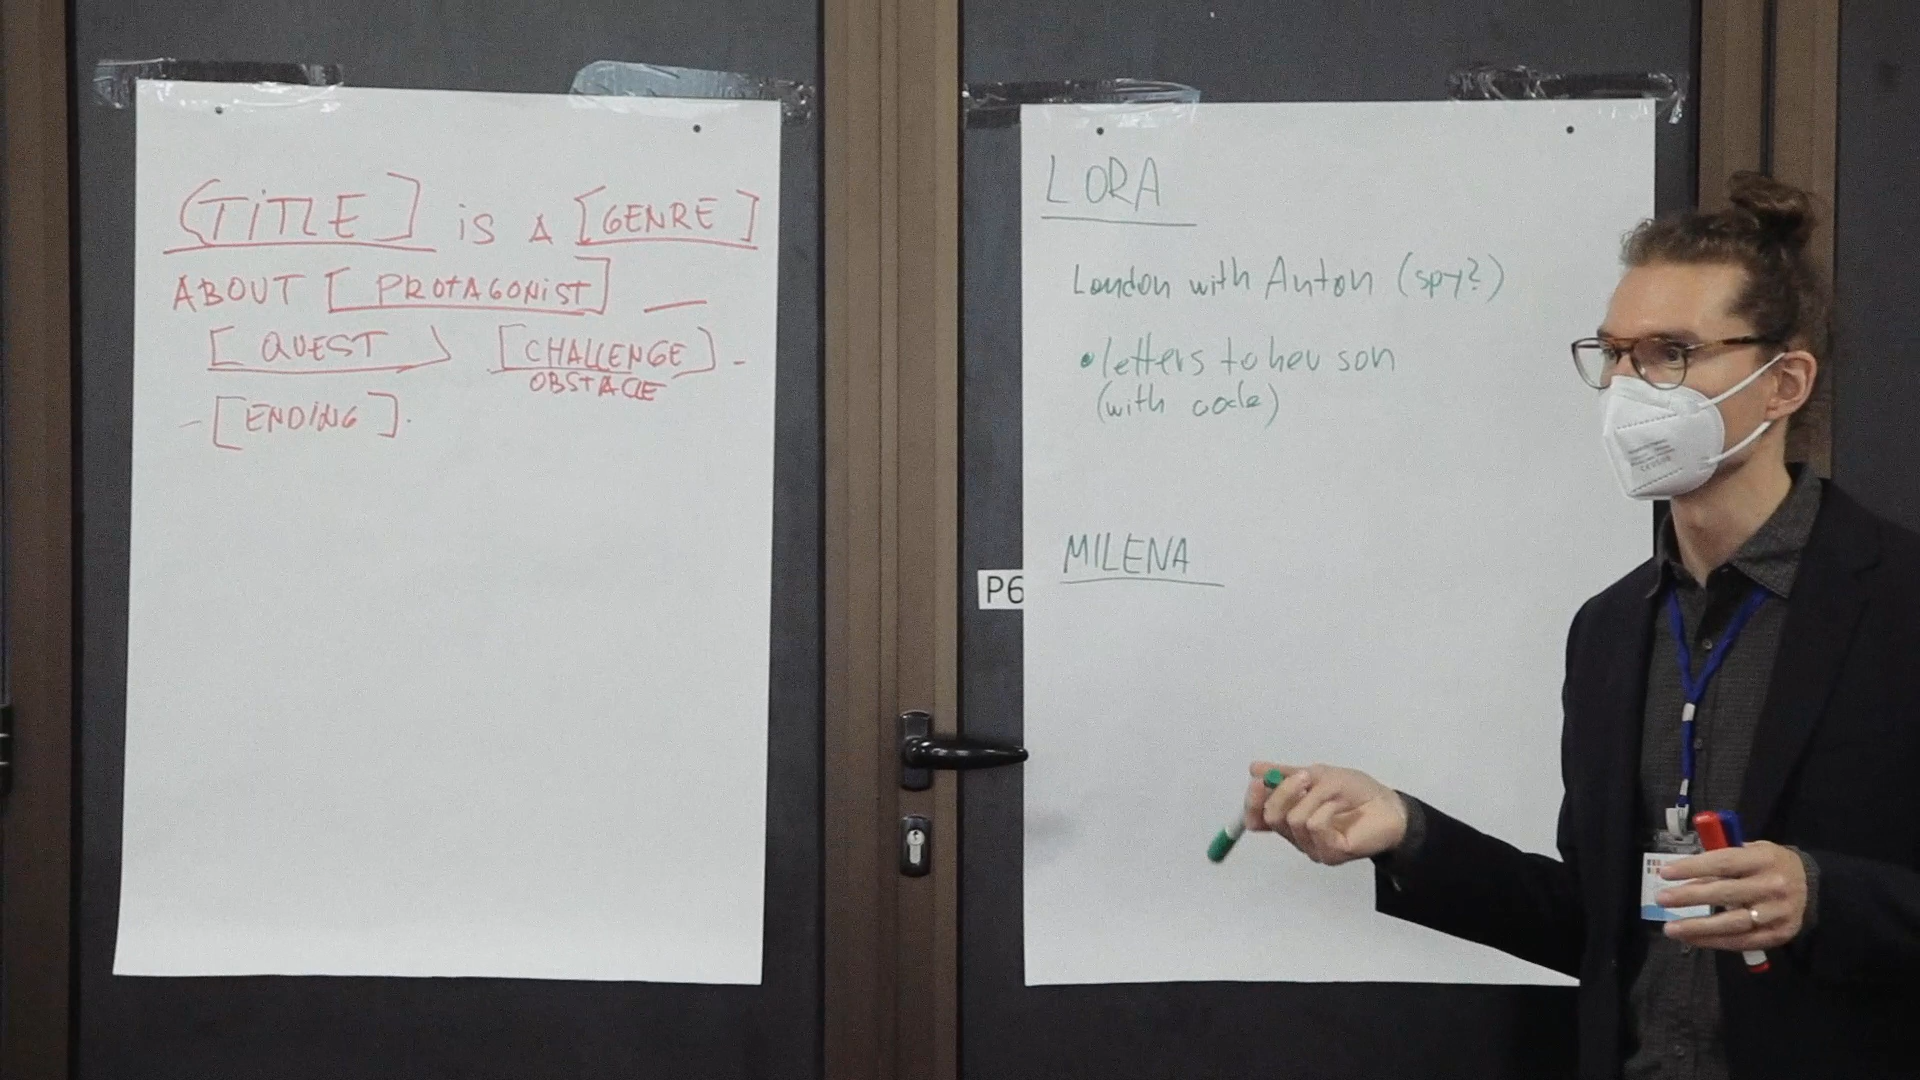 [TITLE] is A [GENRE]
ABOUT [PROTAGONIST] —
[QUEST] [CHALLENGE] -
OBSTACLE
- [ENDING].
LORA
London with Anton (spy?)
• letters to her son
(with code)
MILENA
P6